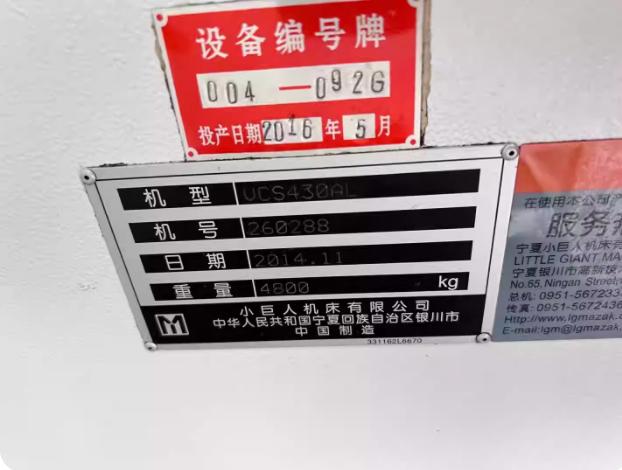 设备编号牌
004 — 092G
投产日期2016年5月
机型 VCS430AL
机号 260288
日期 2014.11
重量 4800 kg
小巨人机床有限公司
中华人民共和国宁夏回族自治区银川市
中国制造
331162L6670
在使用本公司
服务
宁夏小巨人机床
LITTLE GIANT MA
宁夏银川市
No.65, Ningan Street
总机: 0951-567233
传真: 0951-5672436
Http://www.lgmazak.c
E-mail:lgm@lgmazak.